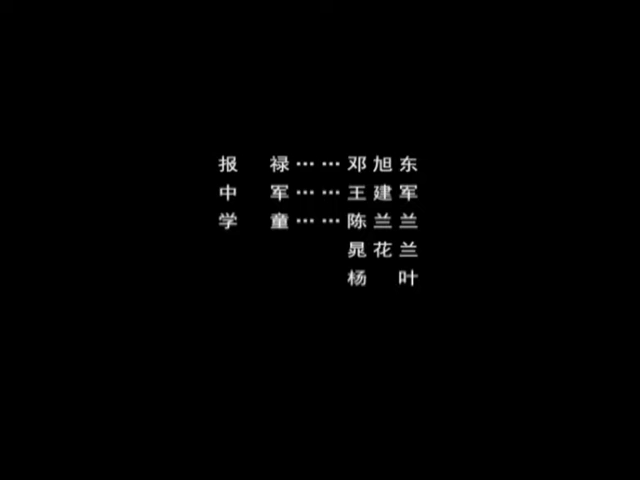 报 禄……邓旭东
中 军……王建军
学 童……陈兰兰
晁花兰
杨 叶